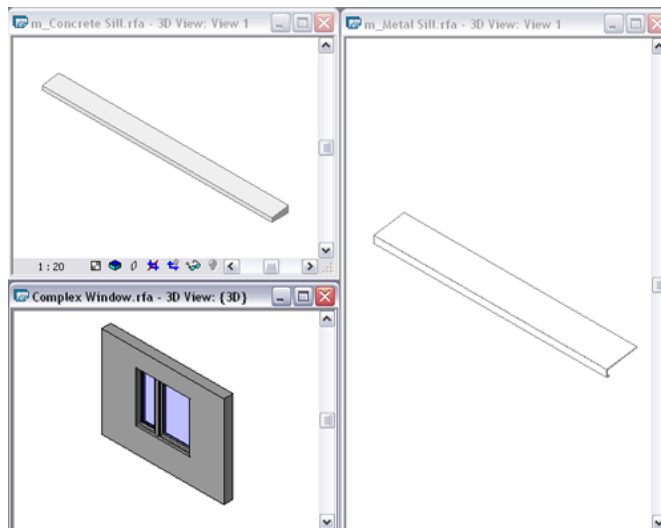 m_Concrete Sill.rfa - 3D View: View 1
m_Metal Sill.rfa - 3D View: View 1
1 : 20
Complex Window.rfa - 3D View: {3D}